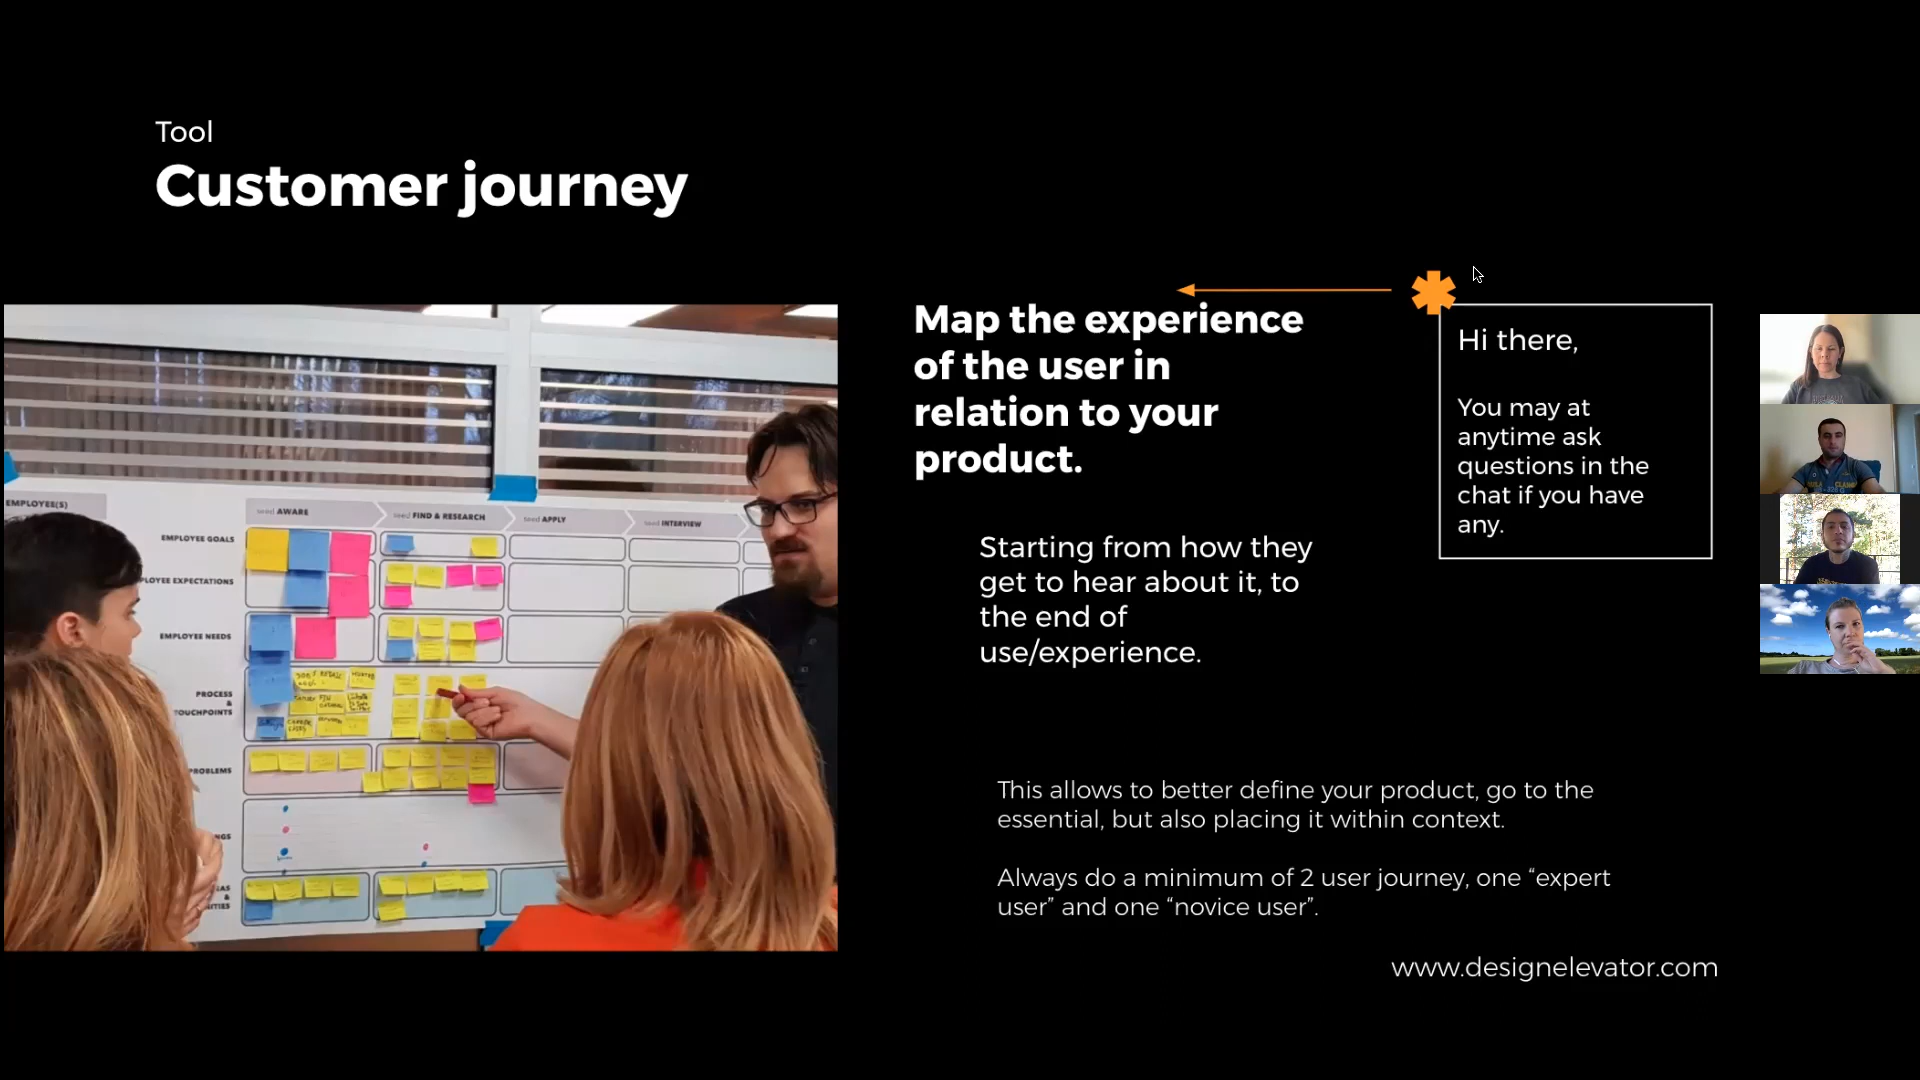 Tool
Customer journey
Map the experience
of the user in
relation to your
product.
Starting from how they
get to hear about it, to
the end of
use/experience.
This allows to better define your product, go to the
essential, but also placing it within context.
Always do a minimum of 2 user journey, one “expert
user” and one “novice user”.
www.designelevator.com
Hi there,
You may at
anytime ask
questions in the
chat if you have
any.
EMPLOYEE(S)
AWARE
FIND & RESEARCH
APPLY
INTERVIEW
EMPLOYEE GOALS
PLOYEE EXPECTATIONS
EMPLOYEE NEEDS
PROCESS
&
TOUCHPOINTS
PROBLEMS